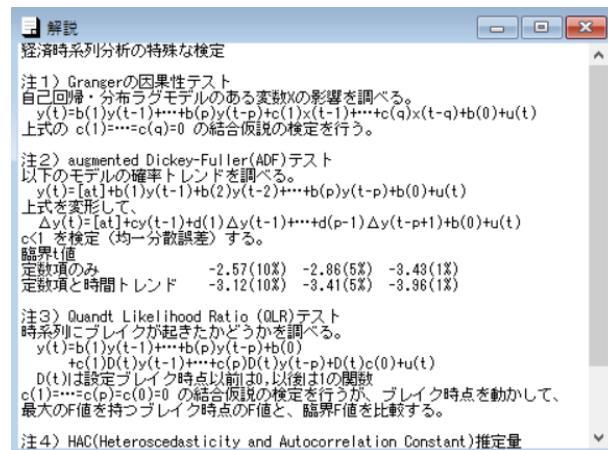 解説
経済時系列分析の特殊な検定
注1) Grangerの因果性テスト
自己回帰・分布ラグモデルのある変数Xの影響を調べる。
y(t)=b(1)y(t-1)+…+b(p)y(t-p)+c(1)x(t-1)+…+c(q)x(t-q)+b(0)+u(t)
上式の c(1)=…=c(q)=0 の結合仮説の検定を行う。
注2) augmented Dickey-Fuller(ADF)テスト
以下のモデルの確率トレンドを調べる。
y(t)=[at]+b(1)y(t-1)+b(2)y(t-2)+…+b(p)y(t-p)+b(0)+u(t)
上式を変形して、
Δy(t)=[at]+cy(t-1)+d(1)Δy(t-1)+…+d(p-1)Δy(t-p+1)+b(0)+u(t)
c<1 を検定（均一分散誤差）する。
臨界t値
定数項のみ -2.57(10%) -2.86(5%) -3.43(1%)
定数項と時間トレンド -3.12(10%) -3.41(5%) -3.96(1%)
注3) Quandt Likelihood Ratio (QLR)テスト
時系列にブレイクが起きたかどうかを調べる。
y(t)=b(1)y(t-1)+…+b(p)y(t-p)+b(0)
+c(1)D(t)y(t-1)+…+c(p)D(t)y(t-p)+D(t)c(0)+u(t)
D(t)は設定ブレイク時点以前は0,以後は1の関数
c(1)=…=c(p)=c(0)=0 の結合仮説の検定を行うが、ブレイク時点を動かして、
最大のF値を持つブレイク時点のF値と、臨界F値を比較する。
注4) HAC(Heteroscedasticity and Autocorrelation Constant)推定量